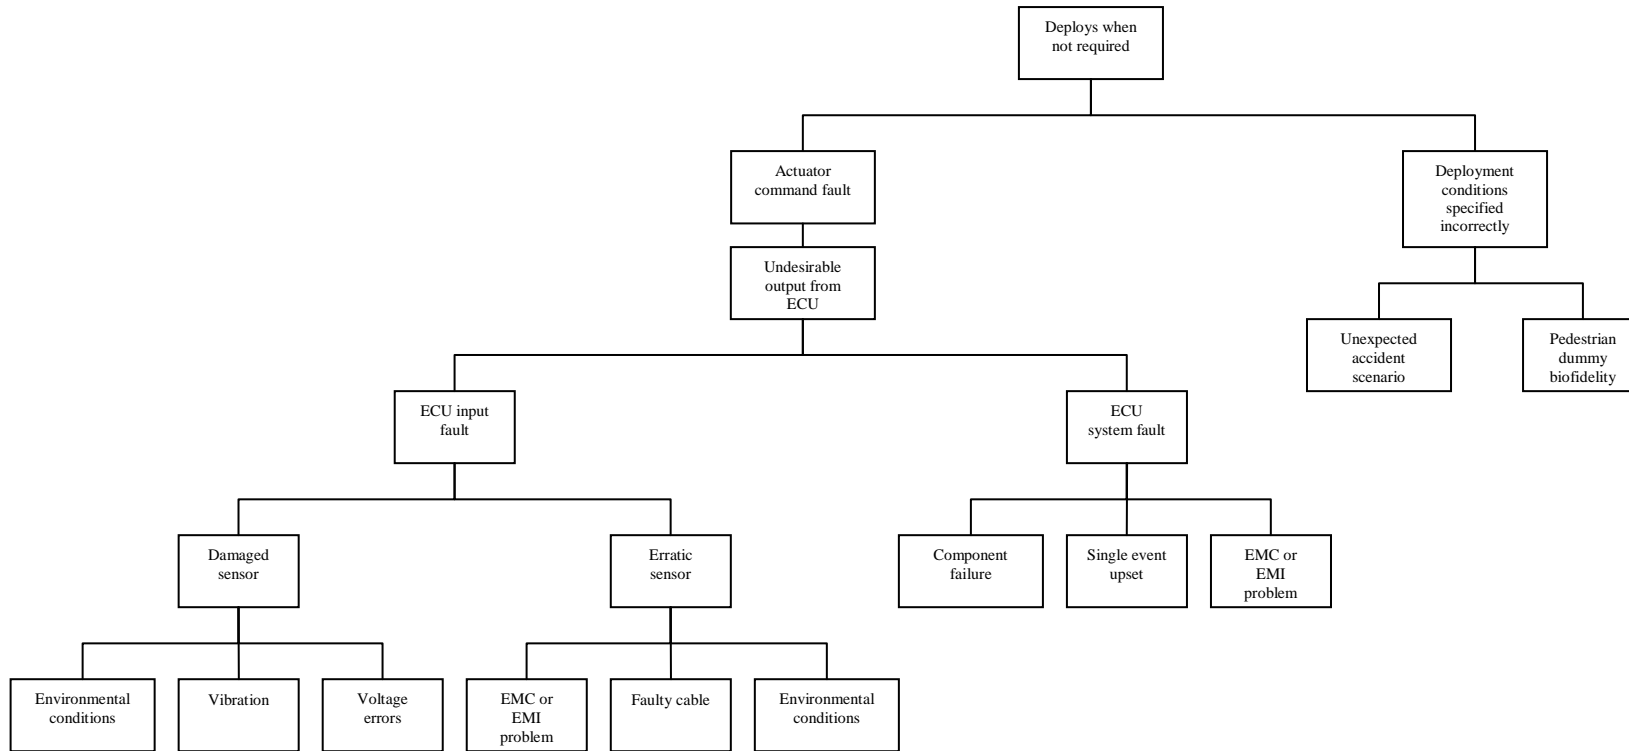 Deploys when
not required
Actuator
command fault
Deployment
conditions
specified
incorrectly
Undesirable
output from
ECU
Unexpected
accident
scenario
Pedestrian
dummy
biofidelity
ECU input
fault
ECU
system fault
Damaged
sensor
Erratic
sensor
Component
failure
Single event
upset
EMC or
EMI
problem
Environmental
conditions
Vibration
Voltage
errors
EMC or
EMI
problem
Faulty cable
Environmental
conditions